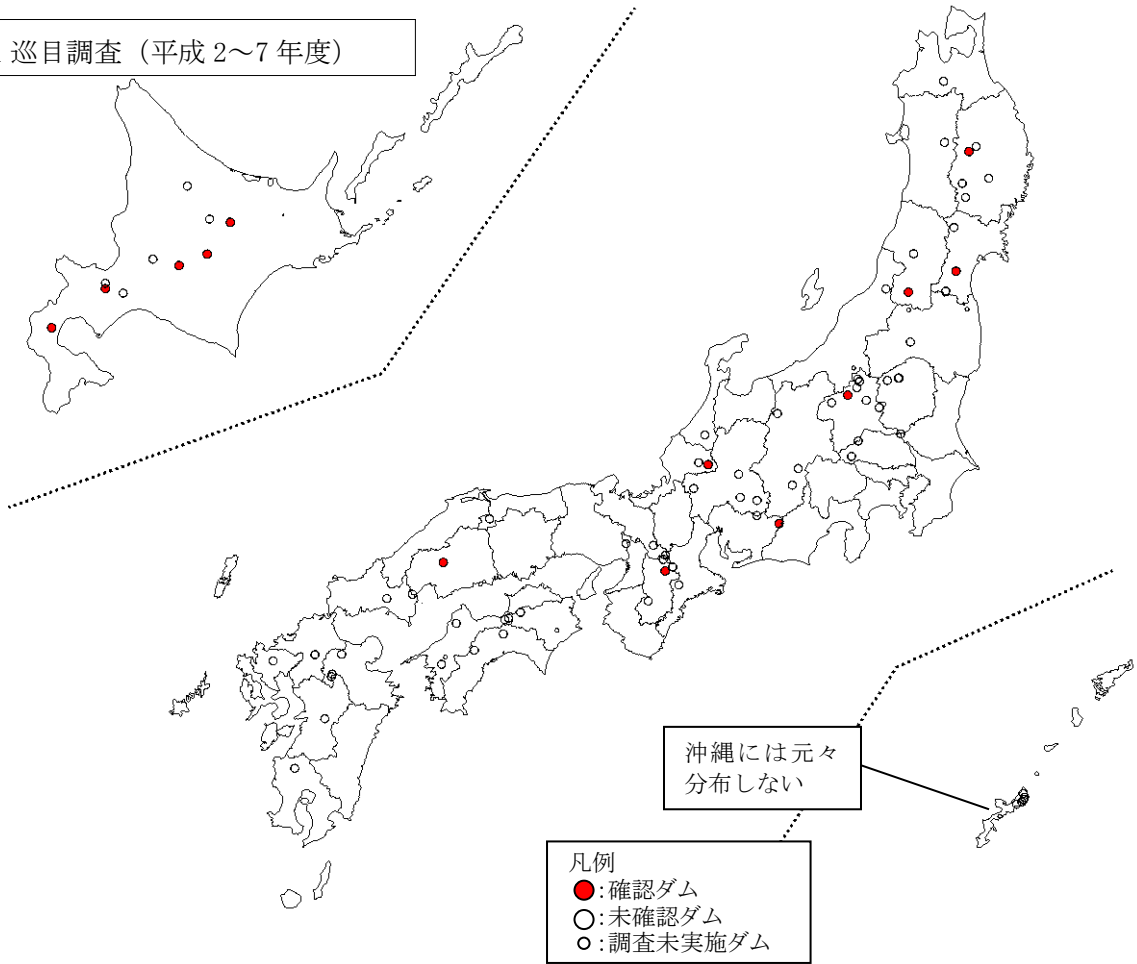 巡目調査（平成 2～7 年度）
沖縄には元々
分布しない
凡例
：確認ダム
：未確認ダム
：調査未実施ダム